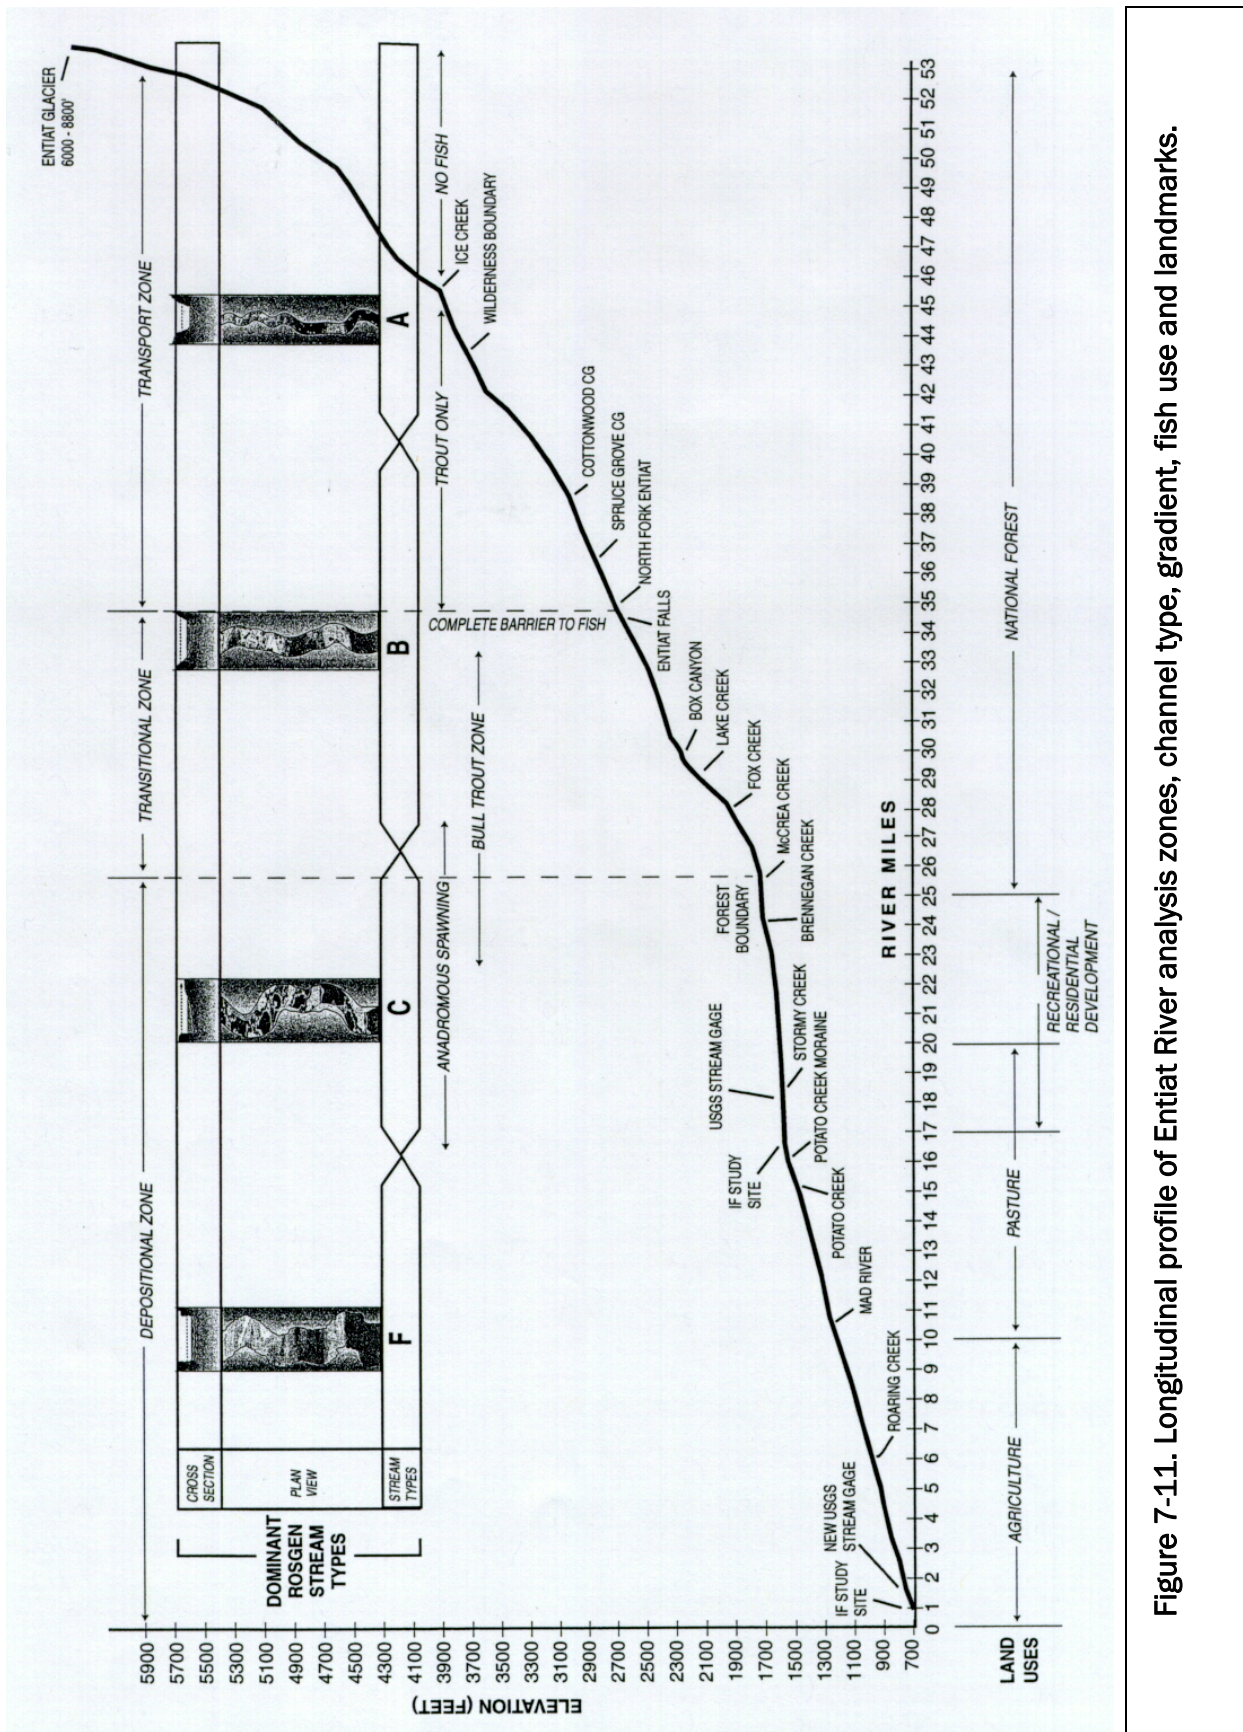 ENTIAT GLACIER
6000 - 8800'
DEPOSITIONAL ZONE
TRANSITIONAL ZONE
TRANSPORT ZONE
DOMINANT
ROSGEN
STREAM
TYPES
CROSS
SECTION
PLAN
VIEW
STREAM
TYPES
F
C
B
A
ANADROMOUS SPAWNING
BULL TROUT ZONE
COMPLETE BARRIER TO FISH
TROUT ONLY
NO FISH
ELEVATION (FEET)
5900
5700
5500
5300
5100
4900
4700
4500
4300
4100
3900
3700
3500
3300
3100
2900
2700
2500
2300
2100
1900
1700
1500
1300
1100
900
700
IF STUDY
SITE
NEW USGS
STREAM GAGE
ROARING CREEK
MAD RIVER
POTATO CREEK
IF STUDY
SITE
POTATO CREEK MORAINE
USGS STREAM GAGE
STORMY CREEK
BRENNEGAN CREEK
FOREST
BOUNDARY
McCREA CREEK
FOX CREEK
LAKE CREEK
BOX CANYON
ENTIAT FALLS
NORTH FORK ENTIAT
SPRUCE GROVE CG
COTTONWOOD CG
WILDERNESS BOUNDARY
ICE CREEK
RIVER MILES
0 1 2 3 4 5 6 7 8 9 10 11 12 13 14 15 16 17 18 19 20 21 22 23 24 25 26 27 28 29 30 31 32 33 34 35 36 37 38 39 40 41 42 43 44 45 46 47 48 49 50 51 52 53
LAND
USES
AGRICULTURE
PASTURE
RECREATIONAL /
RESIDENTIAL
DEVELOPMENT
NATIONAL FOREST
Figure 7-11. Longitudinal profile of Entiat River analysis zones, channel type, gradient, fish use and landmarks.